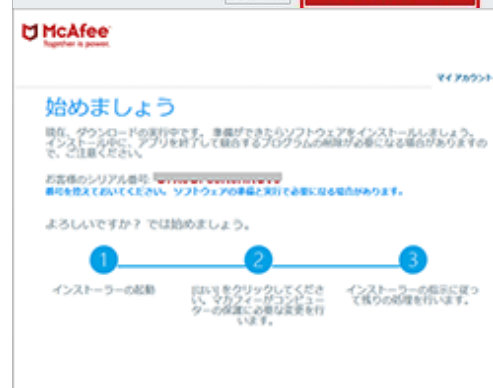 McAfee
Together is power.
マイ アカウント
始めましょう
現在、ダウンロードの実行中です。 準備ができたらソフトウェアをインストールしましょう。
インストール中に、アプリを終了して競合するプログラムの削除が必要になる場合がありますの
で、ご注意ください。
お客様のシリアル番号:
番号を控えておいてください。 ソフトウェアの準備と実行で必要になる場合があります。
よろしいですか? では始めましょう。
1
2
3
インストーラーの起動
[はい] をクリックしてくださ
い。マカフィーがコンピュー
ターの保護に必要な変更を行
います。
インストーラーの指示に従っ
て残りの処理を行います。